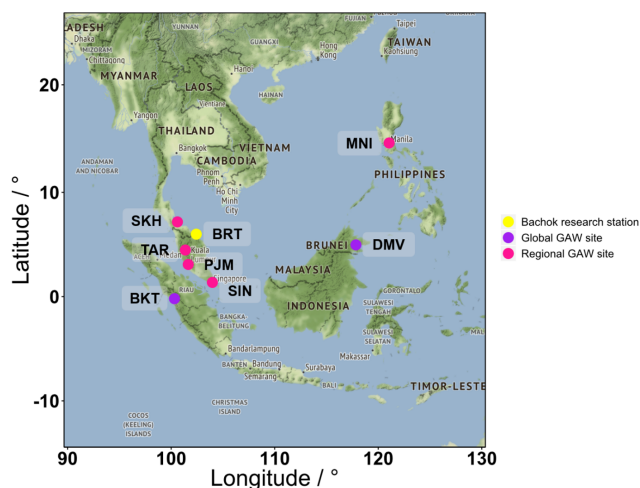 FUJIAN
YUNNAN
Taipei
ADESH
Dhaka
MIZORAM
Chittagong
GUANGXI
TAIWAN
Kaohsiung
Hong
Kong
MYANMAR
Hanoi
20
LAOS
HAINAN
Vientiane
Yangon
THAILAND
VIETNAM
MNI
Manila
Bangkok
ANDAMAN
AND NICOBAR
CAMBODIA
Phnom
Penh
Ho Chi
Minh
City
PHILIPPINES
10
SKH
BRT
Bachok research station
TAR
Kuala
BRUNEI
DMV
Global GAW site
PJM
Regional GAW site
MALAYSIA
SIN
BKT
RIAU
GORONTALO
0
INDONESIA
SULAWESI
TENGAH
BANGKA-
BELITUNG
SULAWESI
SELATAN
MAL
Bandarlampung
Makassar
BANTEN
Bandung
Surabaya
Semarang
BALI
TIMOR-LESTE
-10
CHRISTMAS
ISLAND
COCOS
(KEELING)
ISLANDS
90
100
110
120
130
Latitude / °
Longitude / °